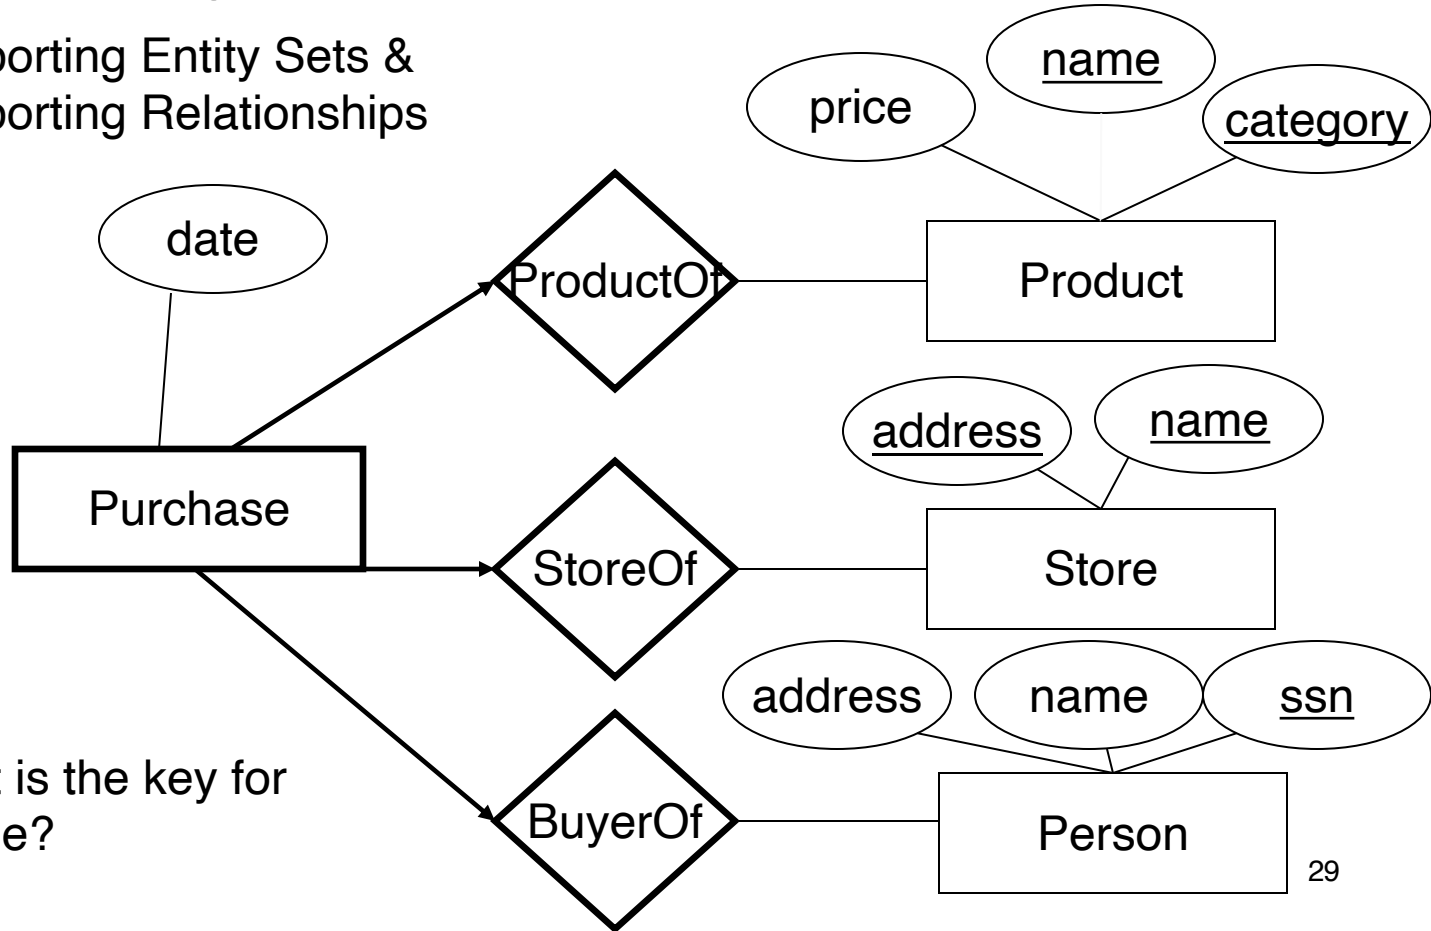 porting Entity Sets &
porting Relationships
name
price
category
date
ProductOf
Product
address
name
Purchase
StoreOf
Store
address
name
ssn
is the key for
e?
BuyerOf
Person
29